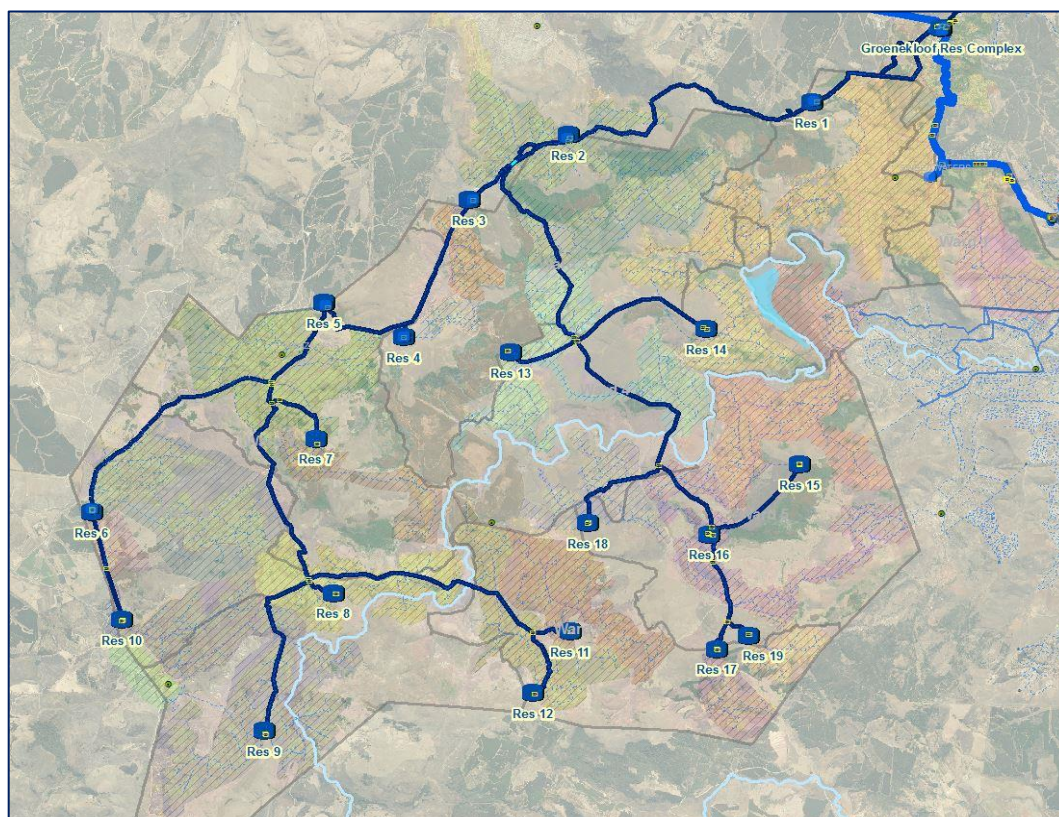 Groenekloof Res Complex
Res 1
Res 2
Res 3
Res 5
Res 4
Res 14
Res 13
Res 7
Res 15
Res 6
Res 18
Res 16
Res 8
Res 10
War
Res 11
Res 19
Res 17
Res 12
Res 9